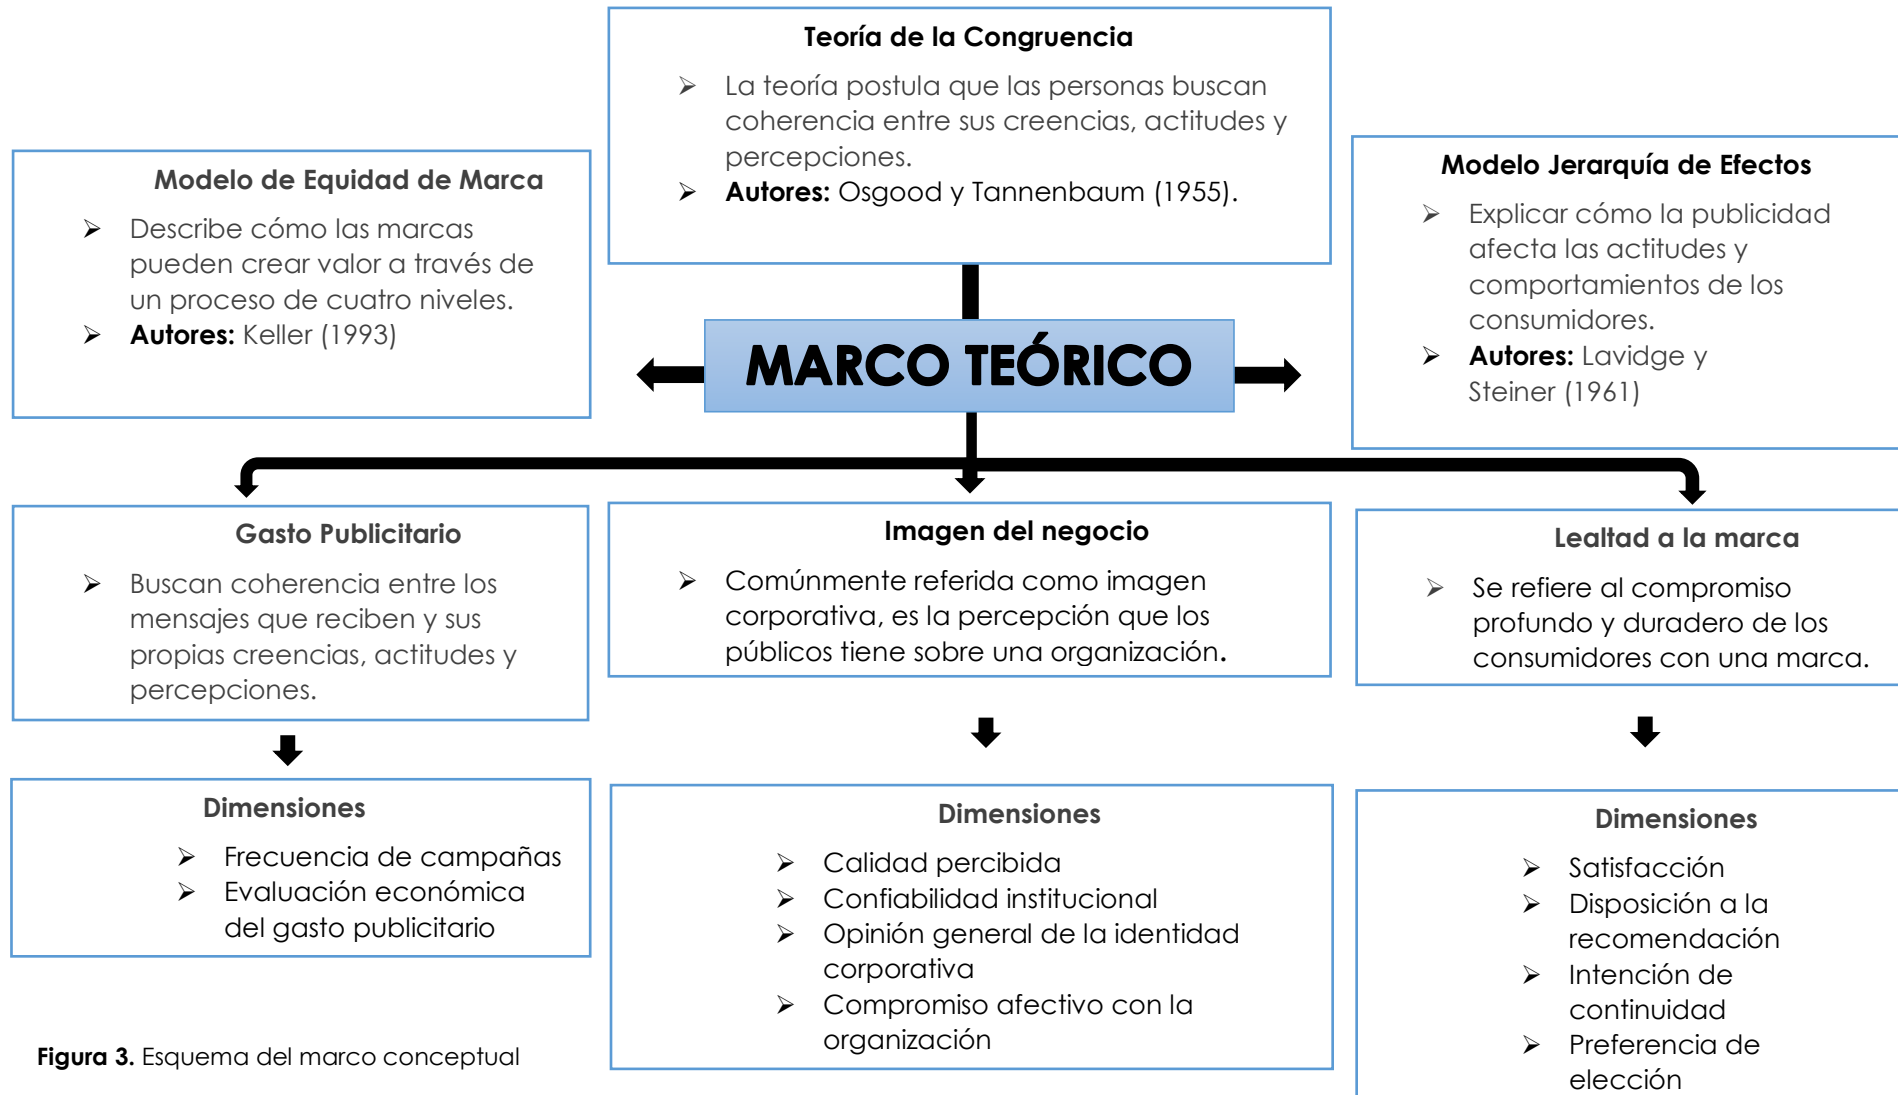 Teoría de la Congruencia
➢ La teoría postula que las personas buscan
coherencia entre sus creencias, actitudes y
percepciones.
➢ Autores: Osgood y Tannenbaum (1955).
Modelo de Equidad de Marca
➢ Describe cómo las marcas
pueden crear valor a través de
un proceso de cuatro niveles.
➢ Autores: Keller (1993)
Modelo Jerarquía de Efectos
➢ Explicar cómo la publicidad
afecta las actitudes y
comportamientos de los
consumidores.
➢ Autores: Lavidge y
Steiner (1961)
MARCO TEÓRICO
Gasto Publicitario
➢ Buscan coherencia entre los
mensajes que reciben y sus
propias creencias, actitudes y
percepciones.
Imagen del negocio
➢ Comúnmente referida como imagen
corporativa, es la percepción que los
públicos tiene sobre una organización.
Lealtad a la marca
➢ Se refiere al compromiso
profundo y duradero de los
consumidores con una marca.
Dimensiones
➢ Frecuencia de campañas
➢ Evaluación económica
del gasto publicitario
Dimensiones
➢ Calidad percibida
➢ Confiabilidad institucional
➢ Opinión general de la identidad
corporativa
➢ Compromiso afectivo con la
organización
Dimensiones
➢ Satisfacción
➢ Disposición a la
recomendación
➢ Intención de
continuidad
➢ Preferencia de
elección
Figura 3. Esquema del marco conceptual